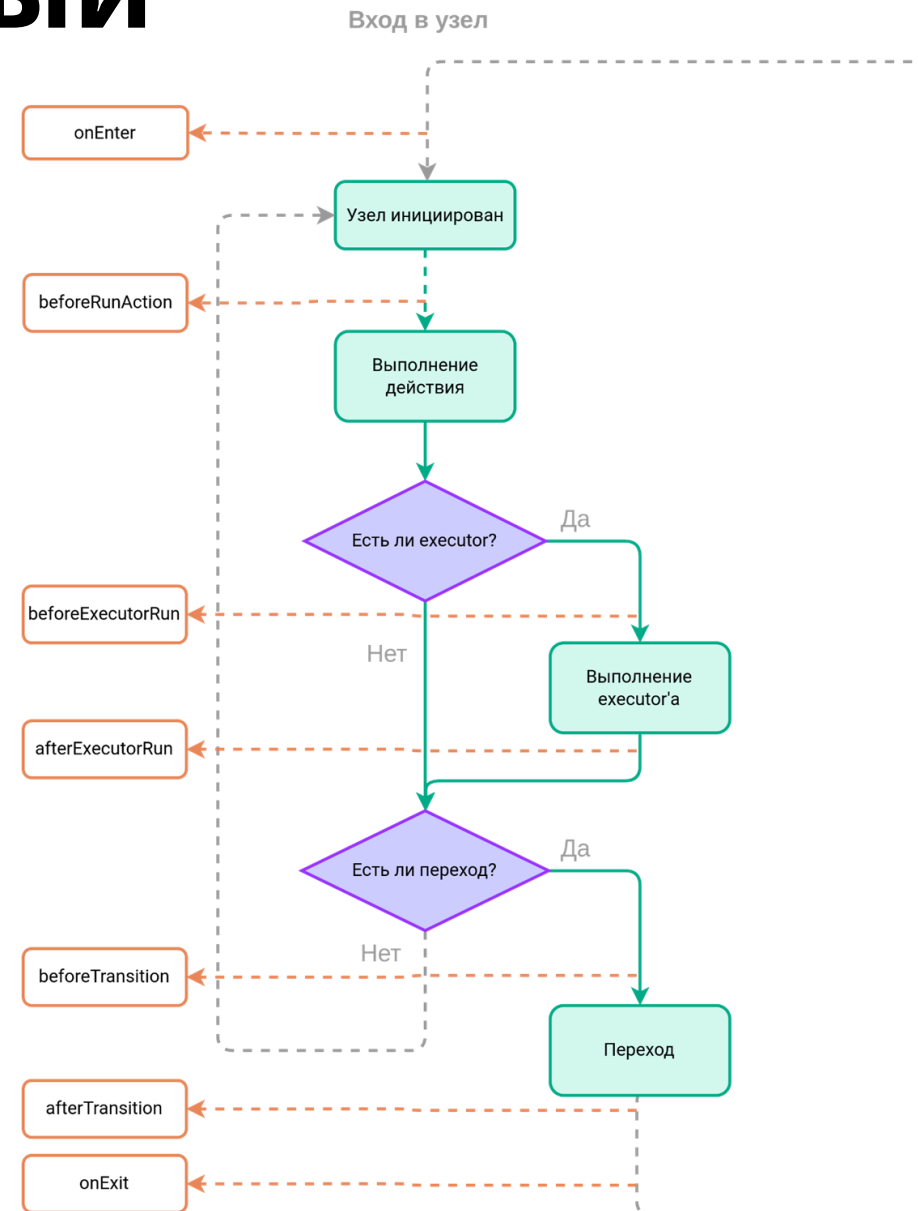 ый
Вход в узел
onEnter
Узел инициирован
beforeRunAction
Выполнение
действия
Есть ли executor?
Да
beforeExecutorRun
Нет
Выполнение
executor'а
afterExecutorRun
Есть ли переход?
Да
Нет
beforeTransition
Переход
afterTransition
onExit